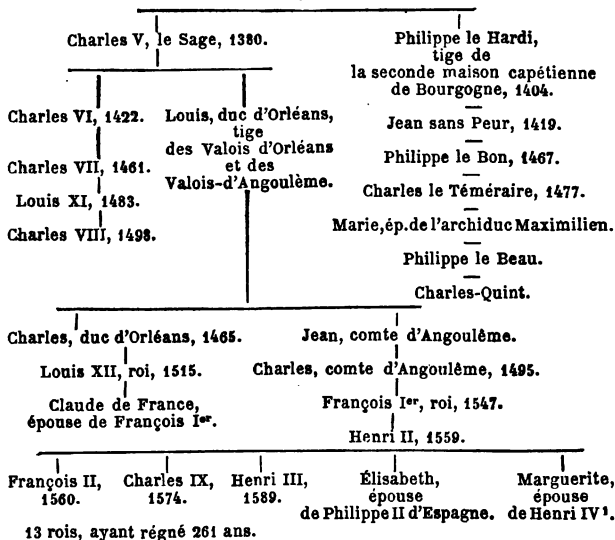 Charles V, le Sage, 1380.
Philippe le Hardi,
tige de
la seconde maison capétienne
de Bourgogne, 1404.
Charles VI, 1422.
Louis, duc d'Orléans,
tige
des Valois d'Orléans
et des
Valois-d'Angoulème.
Jean sans Peur, 1419.
Charles VII, 1461.
Philippe le Bon, 1467.
Louis XI, 1483.
Charles le Téméraire, 1477.
Charles VIII, 1498.
Marie, ép. de l'archiduc Maximilien.
Philippe le Beau.
Charles-Quint.
Charles, duc d'Orléans, 1465.
Jean, comte d'Angoulême.
Louis XII, roi, 1515.
Charles, comte d'Angoulême, 1495.
Claude de France,
épouse de François Ier.
François Ier, roi, 1547.
Henri II, 1559.
François II,
1560.
Charles IX,
1574.
Henri III,
1589.
Élisabeth,
épouse
de Philippe II d'Espagne.
Marguerite,
épouse
de Henri IV¹.
13 rois, ayant régné 261 ans.